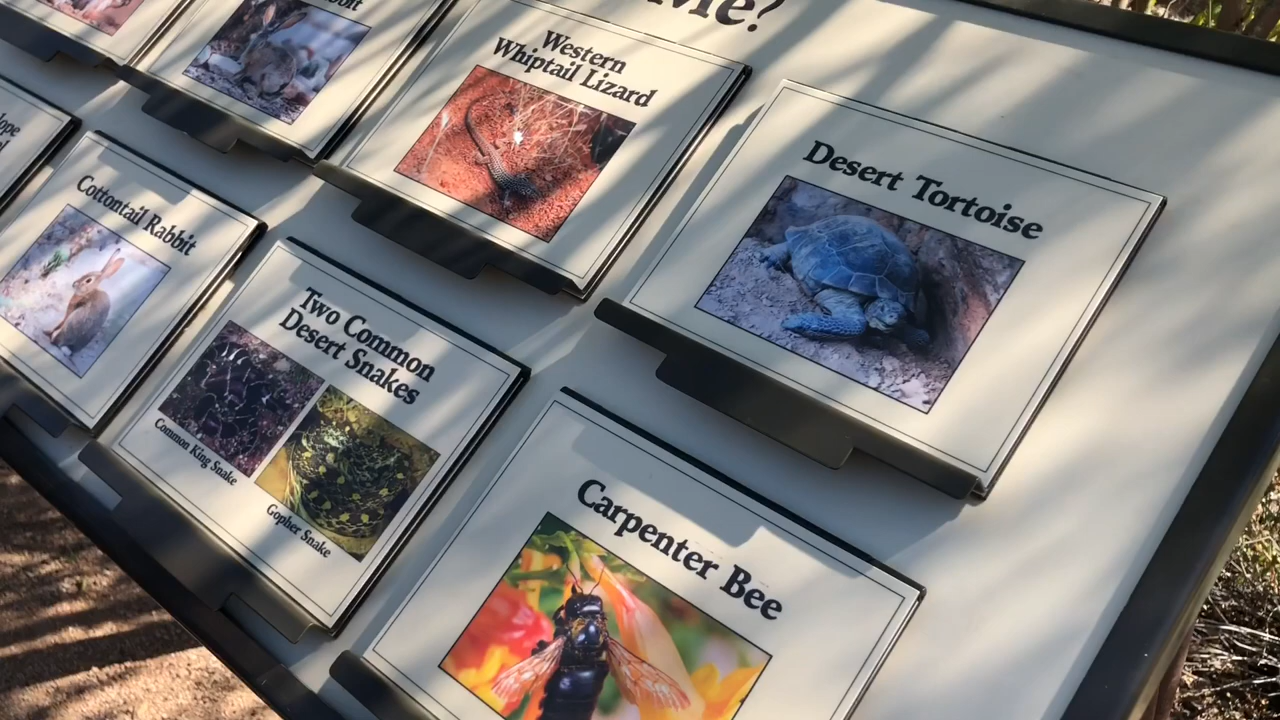 Me?
Western
Whiptail Lizard
Desert Tortoise
Cottontail Rabbit
Two Common
Desert Snakes
Common King Snake
Gopher Snake
Carpenter Bee